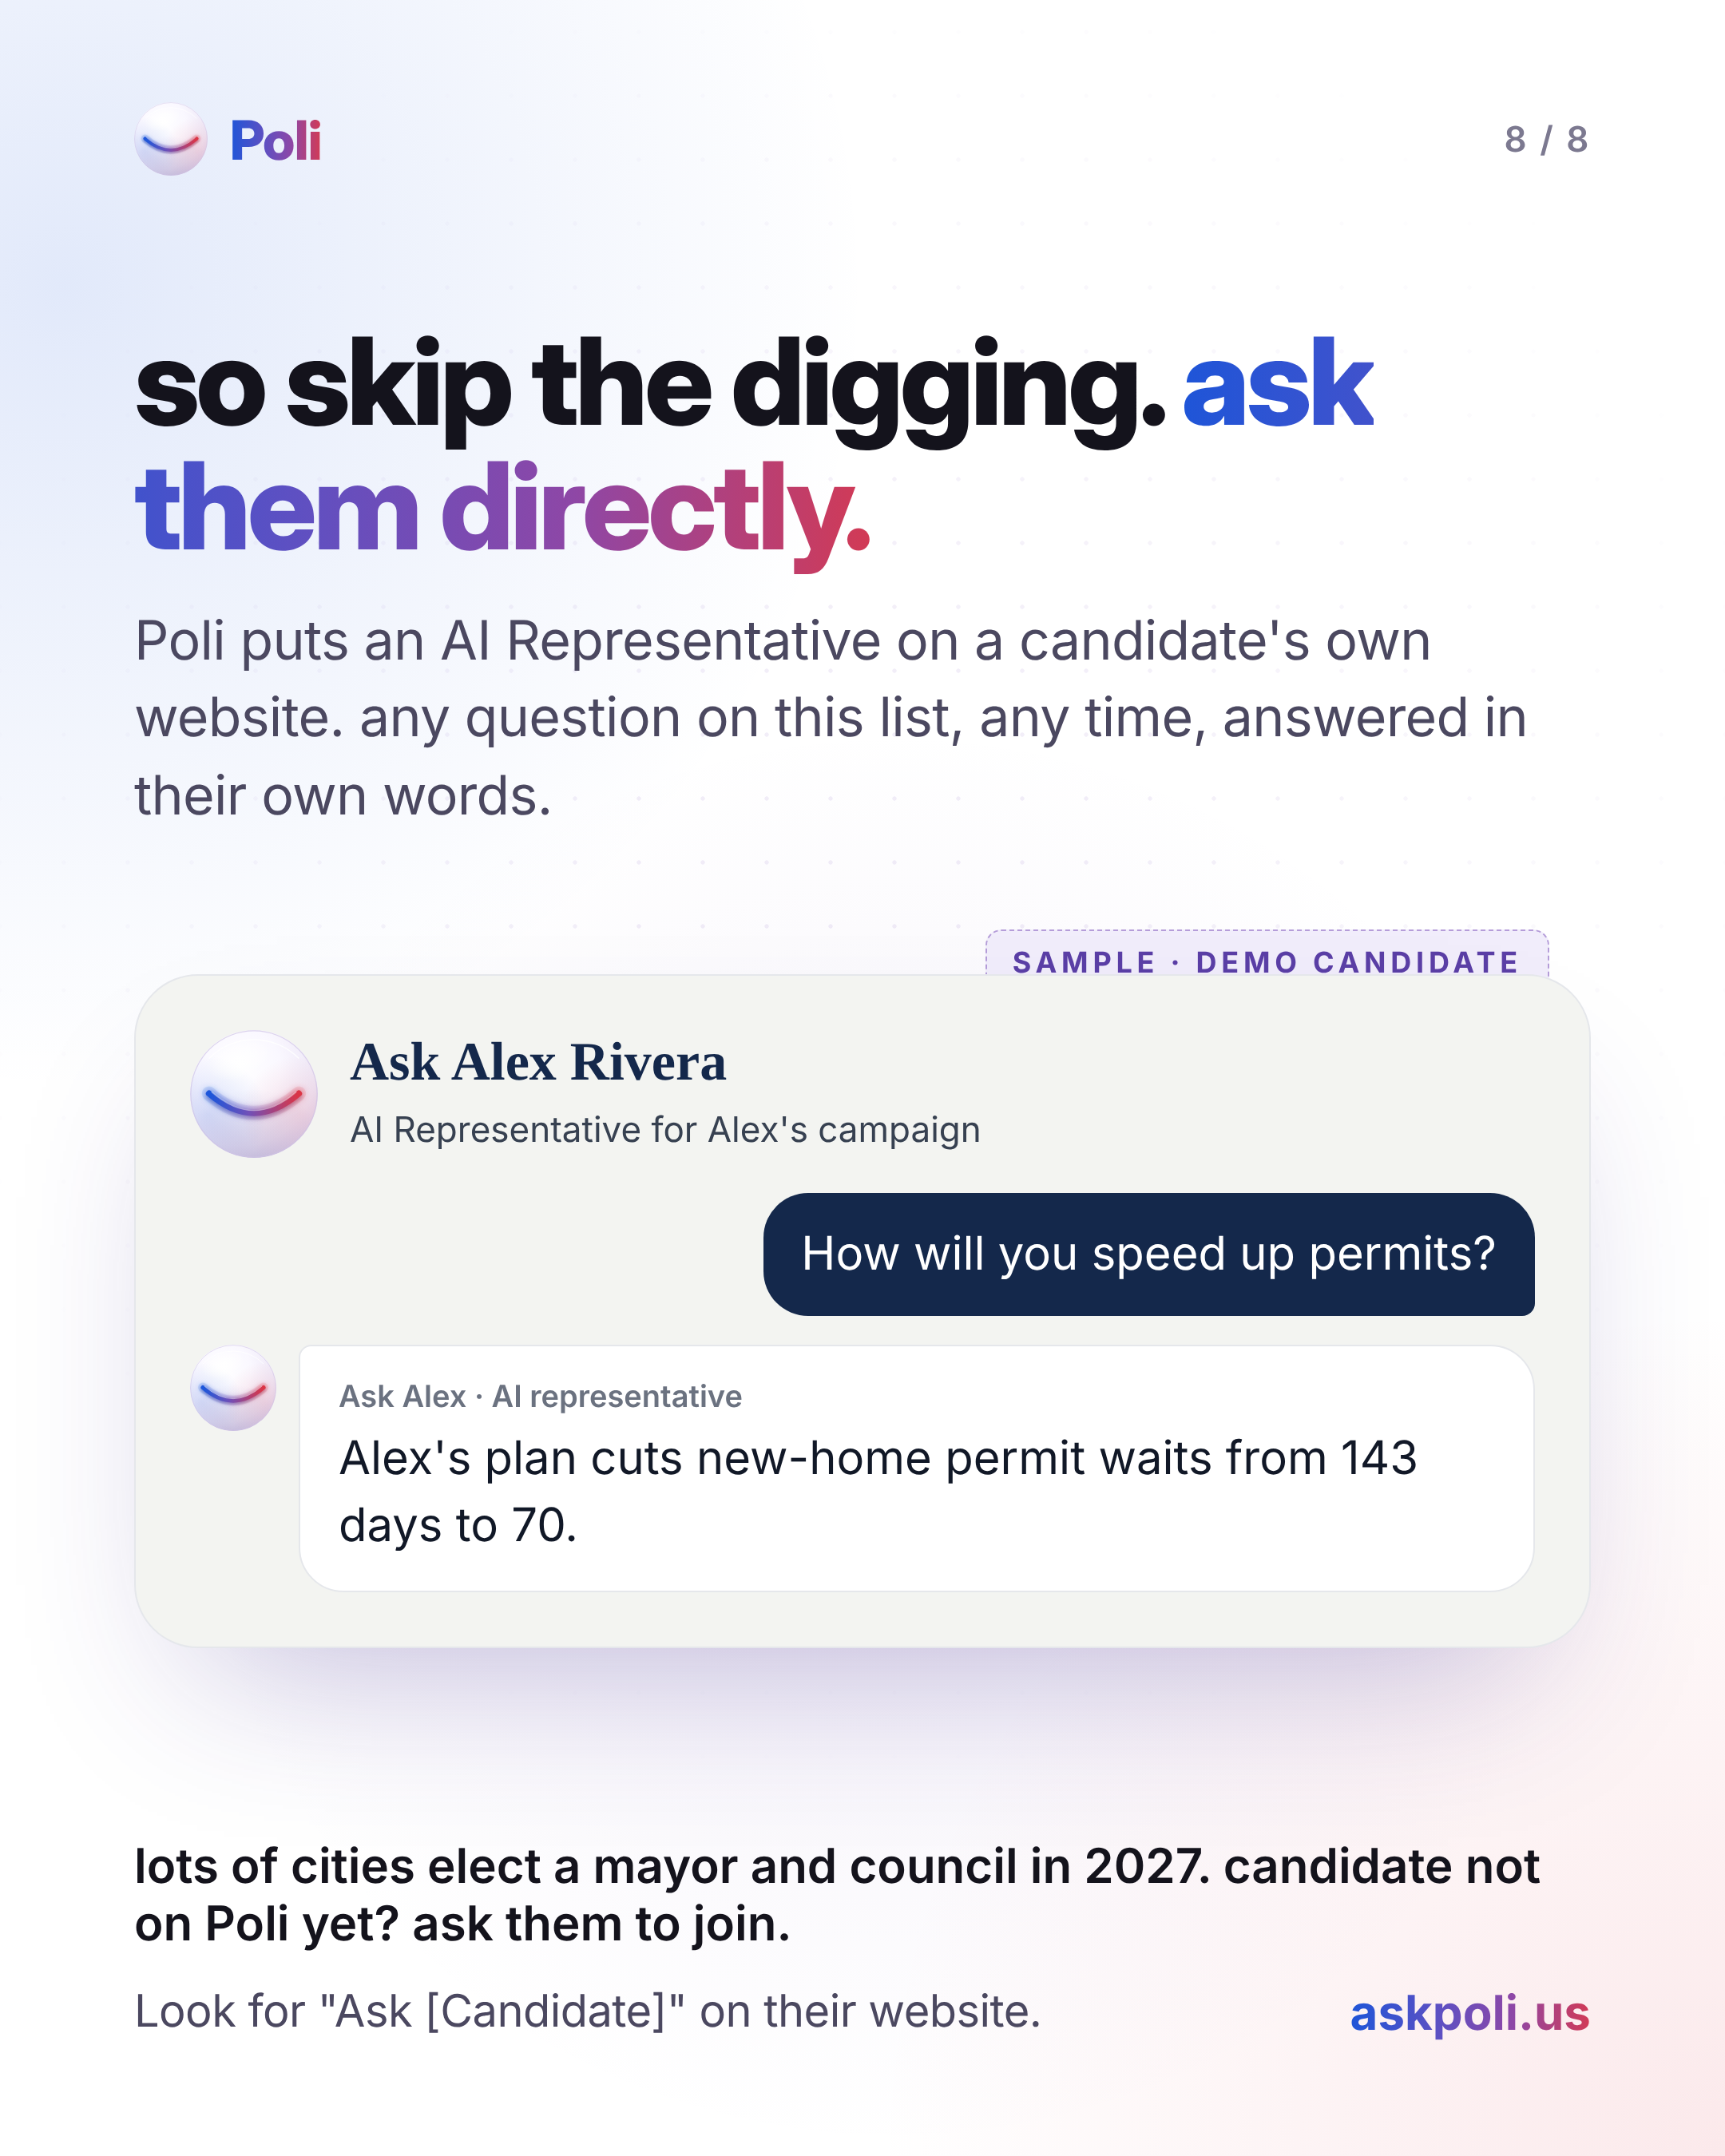 Poli
8 / 8
so skip the digging. ask
them directly.
Poli puts an AI Representative on a candidate's own
website. any question on this list, any time, answered in
their own words.
SAMPLE · DEMO CANDIDATE
Ask Alex Rivera
AI Representative for Alex's campaign
How will you speed up permits?
Ask Alex · AI representative
Alex's plan cuts new-home permit waits from 143
days to 70.
lots of cities elect a mayor and council in 2027. candidate not
on Poli yet? ask them to join.
Look for "Ask [Candidate]" on their website.
askpoli.us